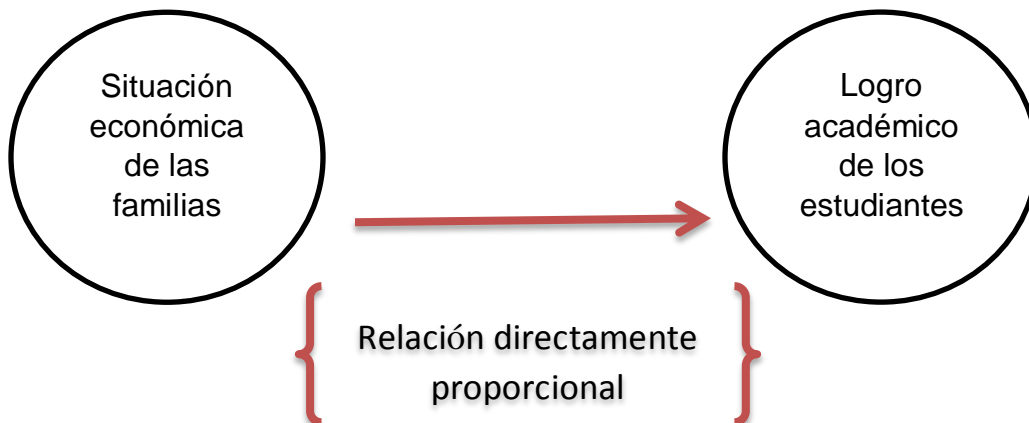 Situación
económica
de las
familias
Logro
académico
de los
estudiantes
Relación directamente
proporcional